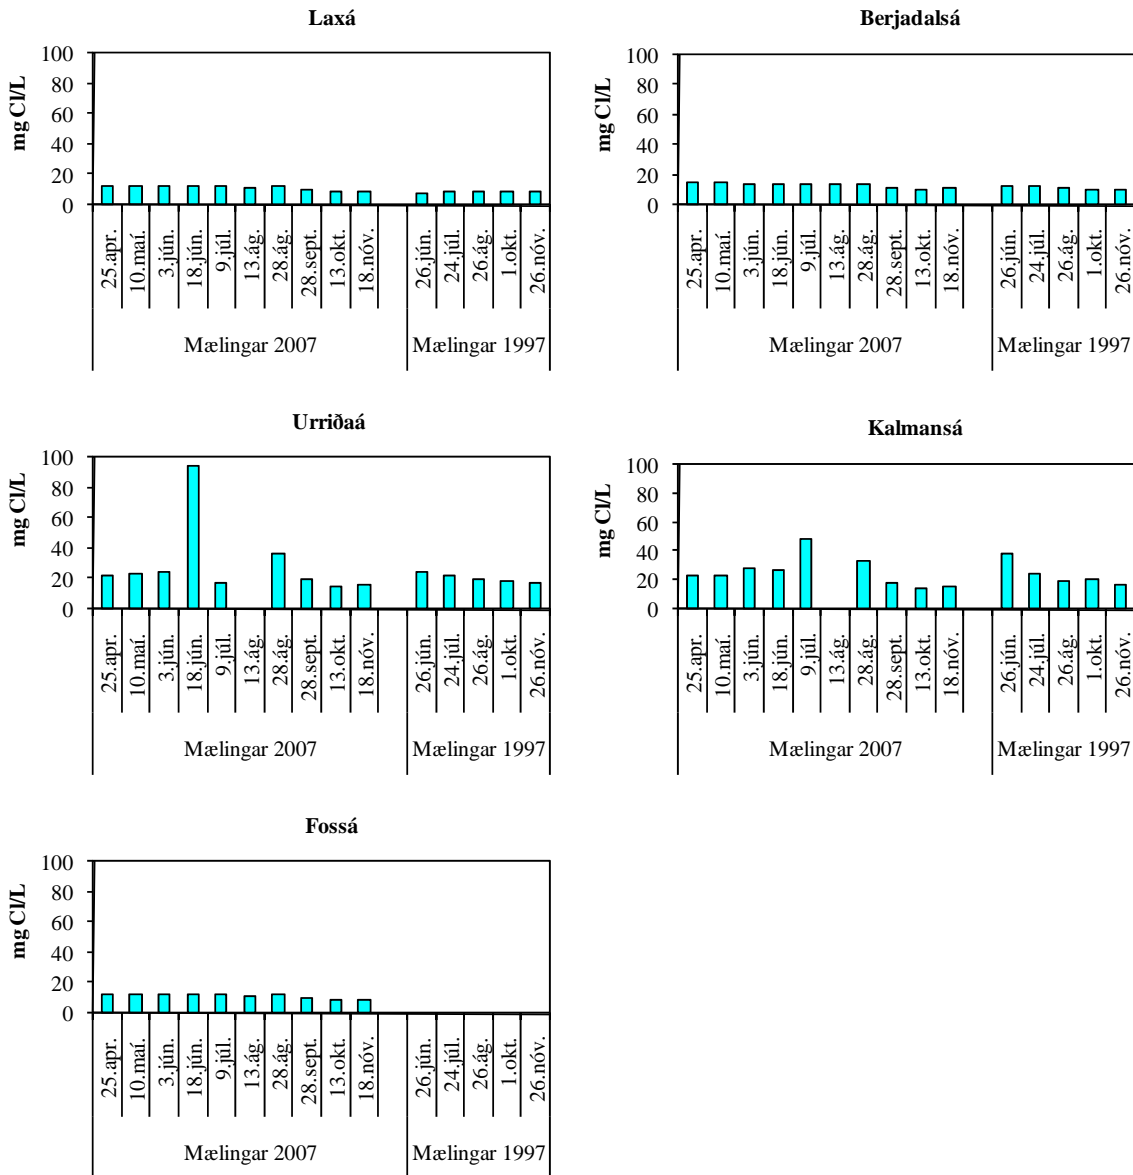 Laxá
mg Cl/L
100
80
60
40
20
0
25.apr.
10.maí.
3.jún.
18.jún.
9.júl.
13.ág.
28.ág.
28.sept.
13.okt.
18.nóv.
26.jún.
24.júl.
26.ág.
1.okt.
26.nóv.
Mælingar 2007
Mælingar 1997
Berjadalsá
mg Cl/L
100
80
60
40
20
0
25.apr.
10.maí.
3.jún.
18.jún.
9.júl.
13.ág.
28.ág.
28.sept.
13.okt.
18.nóv.
26.jún.
24.júl.
26.ág.
1.okt.
26.nóv.
Mælingar 2007
Mælingar 1997
Urriðaá
mg Cl/L
100
80
60
40
20
0
25.apr.
10.maí.
3.jún.
18.jún.
9.júl.
13.ág.
28.ág.
28.sept.
13.okt.
18.nóv.
26.jún.
24.júl.
26.ág.
1.okt.
26.nóv.
Mælingar 2007
Mælingar 1997
Kalmansá
mg Cl/L
100
80
60
40
20
0
25.apr.
10.maí.
3.jún.
18.jún.
9.júl.
13.ág.
28.ág.
28.sept.
13.okt.
18.nóv.
26.jún.
24.júl.
26.ág.
1.okt.
26.nóv.
Mælingar 2007
Mælingar 1997
Fossá
mg Cl/L
100
80
60
40
20
0
25.apr.
10.maí.
3.jún.
18.jún.
9.júl.
13.ág.
28.ág.
28.sept.
13.okt.
18.nóv.
26.jún.
24.júl.
26.ág.
1.okt.
26.nóv.
Mælingar 2007
Mælingar 1997